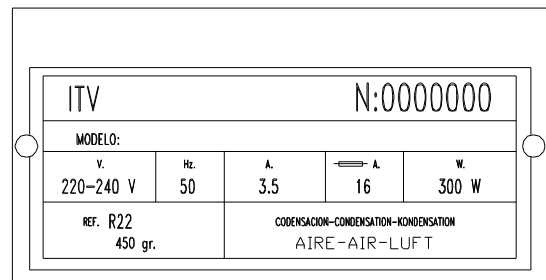 ITV N:0000000
MODELO:
V. Hz. A. A. W.
220-240 V 50 3.5 16 300 W
REF. R22 CODENSACION-CONDENSATION-KONDENSATION
450 gr. AIRE-AIR-LUFT